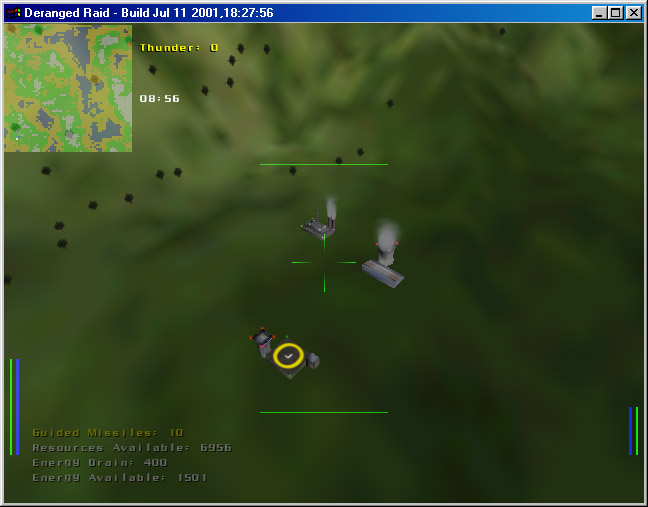 Deranged Raid - Build Jul 11 2001,18:27:56
Thunder: 0
08:56
Guided Missiles: 10
Resources Available: 6956
Energy Drain: 400
Energy Available: 1501